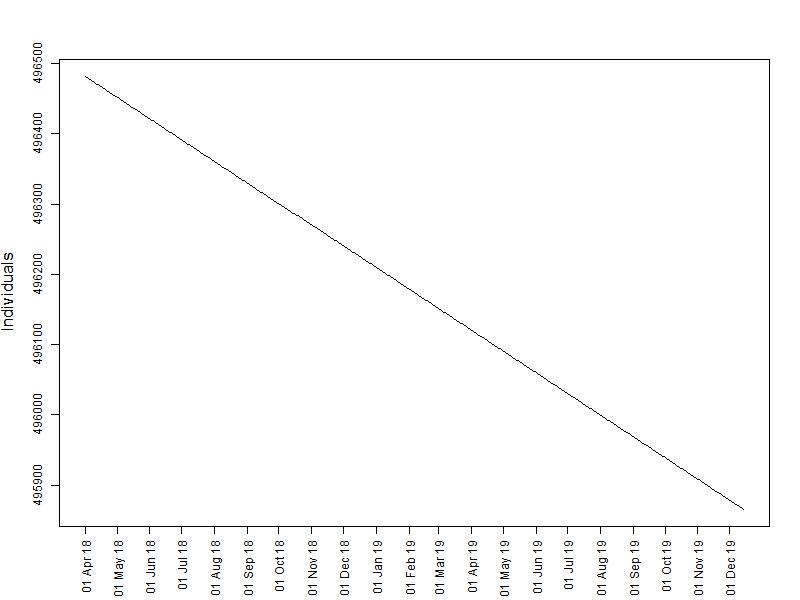 Individuals
496500
496400
496300
496200
496100
496000
495900
01 Apr 18
01 May 18
01 Jun 18
01 Jul 18
01 Aug 18
01 Sep 18
01 Oct 18
01 Nov 18
01 Dec 18
01 Jan 19
01 Feb 19
01 Mar 19
01 Apr 19
01 May 19
01 Jun 19
01 Jul 19
01 Aug 19
01 Sep 19
01 Oct 19
01 Nov 19
01 Dec 19